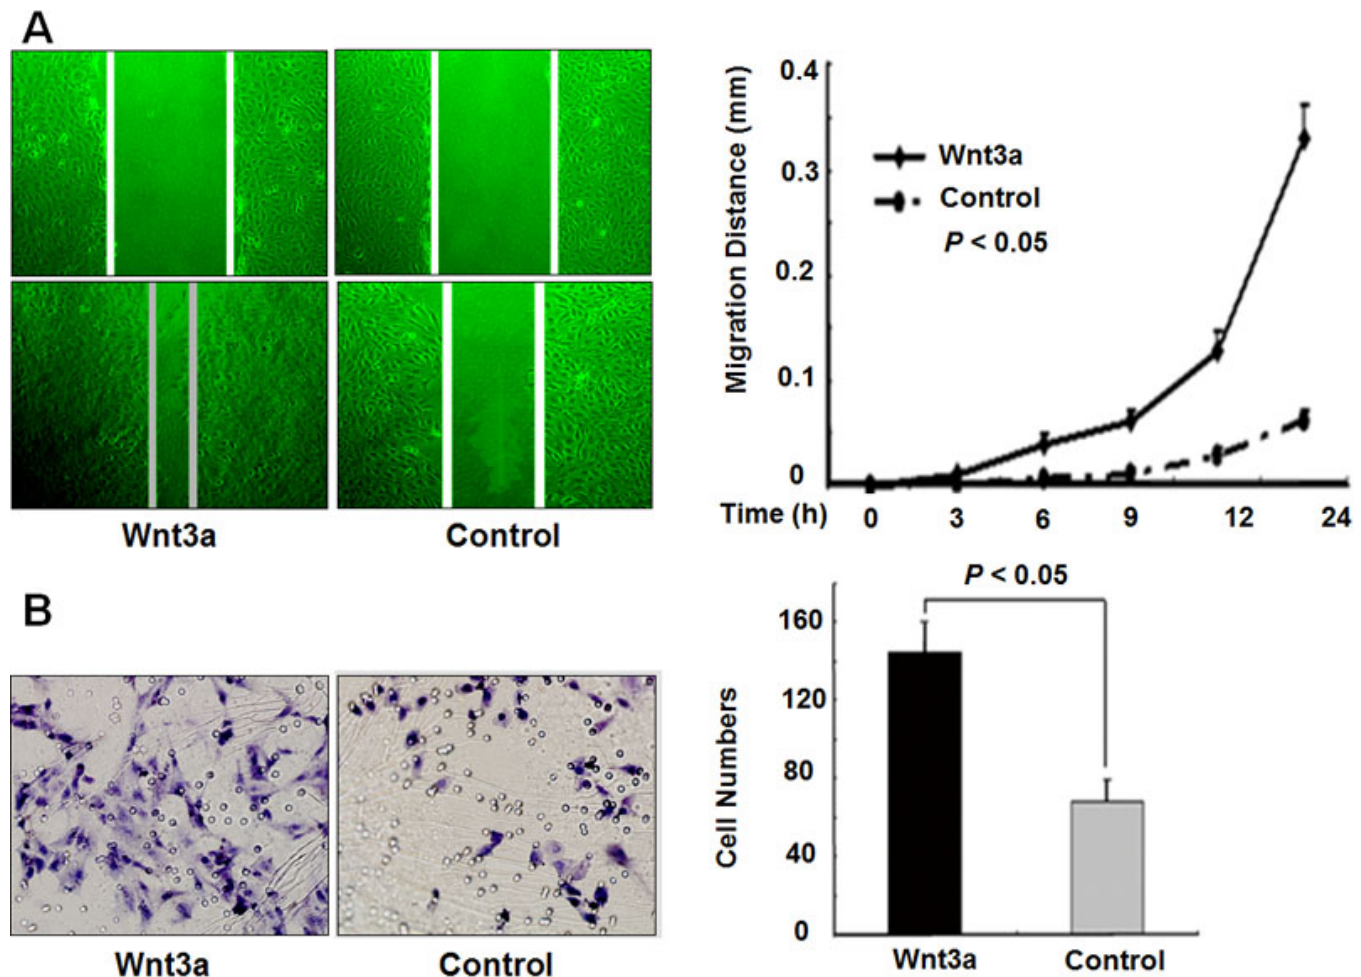 A
0.4
0.3
0.2
0.1
0
Migration Distance (mm)
Wnt3a
Control
P < 0.05
Time (h) 0 3 6 9 12 24
Wnt3a Control
B
P < 0.05
160
120
80
40
0
Cell Numbers
Wnt3a Control
Wnt3a Control